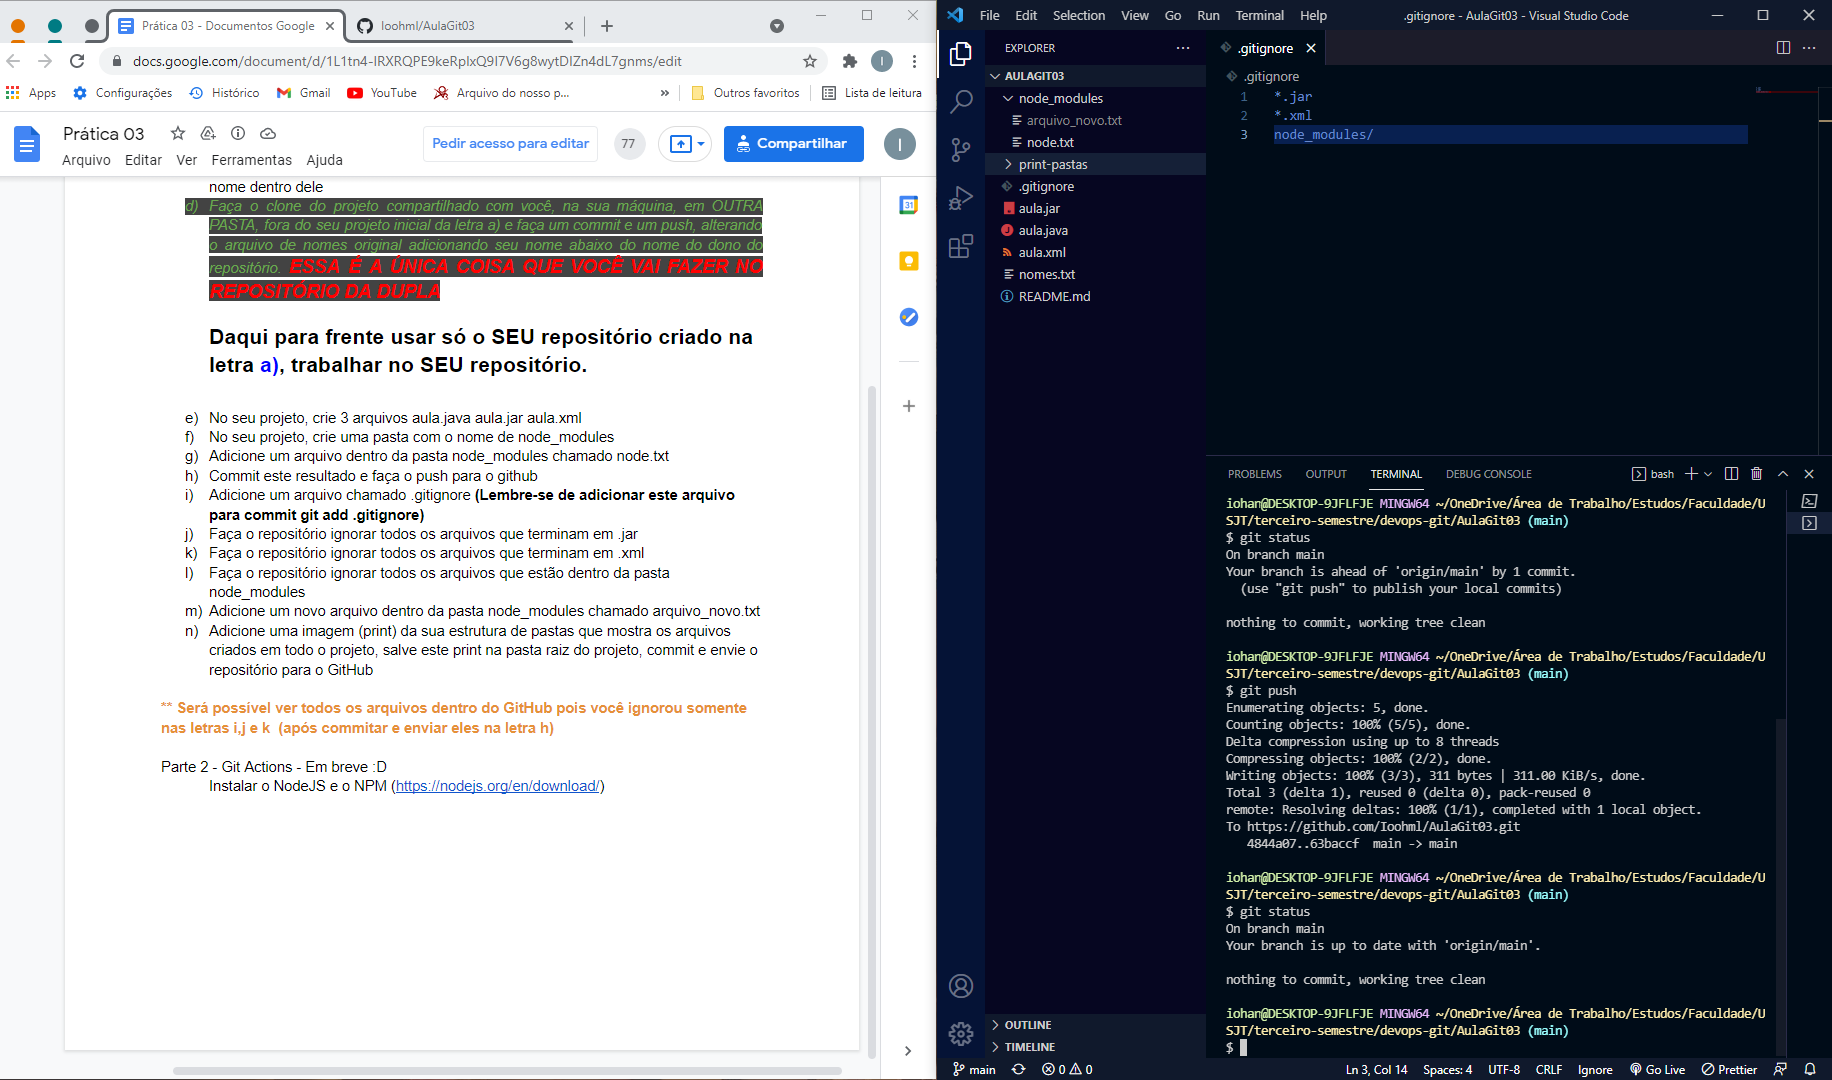 Prática 03 - Documentos Google
Ioohml/AulaGit03
docs.google.com/document/d/1L1tn4-IRXRQPE9keRpIxQ9I7V6g8wytDIZn4dL7gnms/edit
I
Apps
Configurações
Histórico
Gmail
YouTube
Arquivo do nosso p...
»
Outros favoritos
Lista de leitura
Prática 03
Arquivo Editar Ver Ferramentas Ajuda
Pedir acesso para editar
77
Compartilhar
I
31
nome dentro dele
d) Faça o clone do projeto compartilhado com você, na sua máquina, em OUTRA
PASTA, fora do seu projeto inicial da letra a) e faça um commit e um push, alterando
o arquivo de nomes original adicionando seu nome abaixo do nome do dono do
repositório. ESSA É A ÚNICA COISA QUE VOCÊ VAI FAZER NO
REPOSITÓRIO DA DUPLA
Daqui para frente usar só o SEU repositório criado na
letra a), trabalhar no SEU repositório.
e) No seu projeto, crie 3 arquivos aula.java aula.jar aula.xml
f) No seu projeto, crie uma pasta com o nome de node_modules
g) Adicione um arquivo dentro da pasta node_modules chamado node.txt
h) Commit este resultado e faça o push para o github
i) Adicione um arquivo chamado .gitignore (Lembre-se de adicionar este arquivo
para commit git add .gitignore)
j) Faça o repositório ignorar todos os arquivos que terminam em .jar
k) Faça o repositório ignorar todos os arquivos que terminam em .xml
l) Faça o repositório ignorar todos os arquivos que estão dentro da pasta
node_modules
m) Adicione um novo arquivo dentro da pasta node_modules chamado arquivo_novo.txt
n) Adicione uma imagem (print) da sua estrutura de pastas que mostra os arquivos
criados em todo o projeto, salve este print na pasta raiz do projeto, commit e envie o
repositório para o GitHub
** Será possível ver todos os arquivos dentro do GitHub pois você ignorou somente
nas letras i,j e k (após commitar e enviar eles na letra h)
Parte 2 - Git Actions - Em breve :D
Instalar o NodeJS e o NPM (https://nodejs.org/en/download/)
File Edit Selection View Go Run Terminal Help
.gitignore - AulaGit03 - Visual Studio Code
EXPLORER
AULAGIT03
node_modules
arquivo_novo.txt
node.txt
print-pastas
.gitignore
aula.jar
aula.java
aula.xml
nomes.txt
README.md
OUTLINE
TIMELINE
.gitignore
.gitignore
1 *.jar
2 *.xml
3 node_modules/
PROBLEMS OUTPUT TERMINAL DEBUG CONSOLE
bash
iohan@DESKTOP-9JFLFJE MINGW64 ~/OneDrive/Área de Trabalho/Estudos/Faculdade/U
SJT/terceiro-semestre/devops-git/AulaGit03 (main)
$ git status
On branch main
Your branch is ahead of 'origin/main' by 1 commit.
(use "git push" to publish your local commits)
nothing to commit, working tree clean
iohan@DESKTOP-9JFLFJE MINGW64 ~/OneDrive/Área de Trabalho/Estudos/Faculdade/U
SJT/terceiro-semestre/devops-git/AulaGit03 (main)
$ git push
Enumerating objects: 5, done.
Counting objects: 100% (5/5), done.
Delta compression using up to 8 threads
Compressing objects: 100% (2/2), done.
Writing objects: 100% (3/3), 311 bytes | 311.00 KiB/s, done.
Total 3 (delta 1), reused 0 (delta 0), pack-reused 0
remote: Resolving deltas: 100% (1/1), completed with 1 local object.
To https://github.com/Ioohml/AulaGit03.git
4844a07..63baccf main -> main
iohan@DESKTOP-9JFLFJE MINGW64 ~/OneDrive/Área de Trabalho/Estudos/Faculdade/U
SJT/terceiro-semestre/devops-git/AulaGit03 (main)
$ git status
On branch main
Your branch is up to date with 'origin/main'.
nothing to commit, working tree clean
iohan@DESKTOP-9JFLFJE MINGW64 ~/OneDrive/Área de Trabalho/Estudos/Faculdade/U
SJT/terceiro-semestre/devops-git/AulaGit03 (main)
$
main
0 0
Ln 3, Col 14 Spaces: 4 UTF-8 CRLF Ignore Go Live Prettier